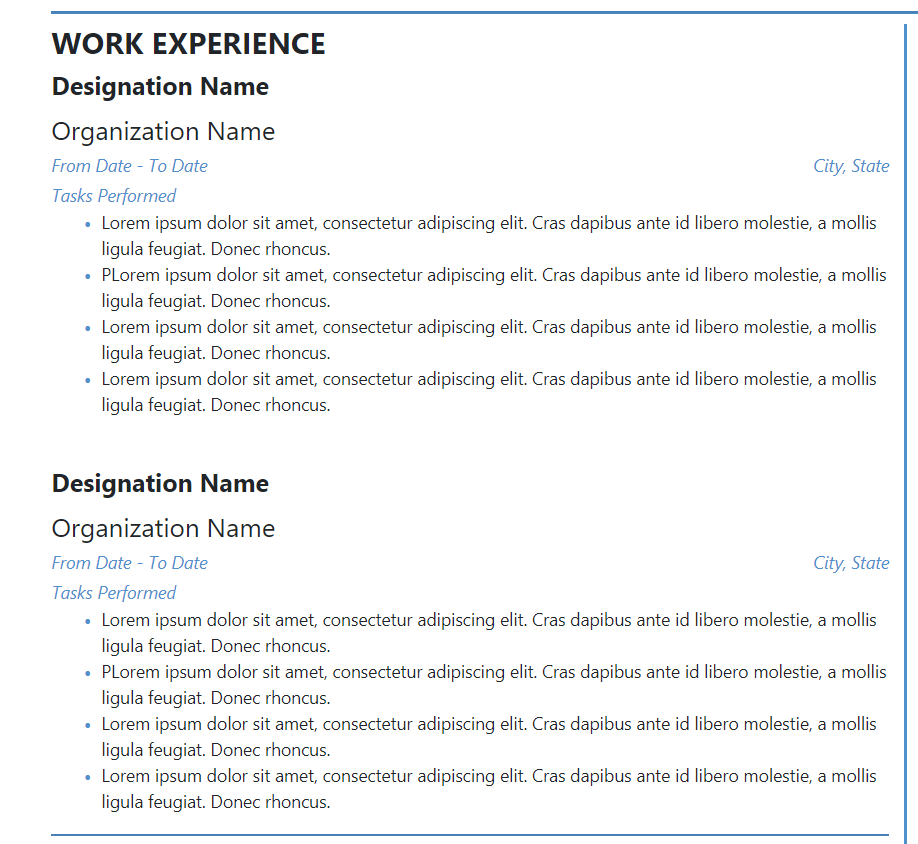 WORK EXPERIENCE
Designation Name
Organization Name
From Date - To Date City, State
Tasks Performed
• Lorem ipsum dolor sit amet, consectetur adipiscing elit. Cras dapibus ante id libero molestie, a mollis
ligula feugiat. Donec rhoncus.
• PLorem ipsum dolor sit amet, consectetur adipiscing elit. Cras dapibus ante id libero molestie, a mollis
ligula feugiat. Donec rhoncus.
• Lorem ipsum dolor sit amet, consectetur adipiscing elit. Cras dapibus ante id libero molestie, a mollis
ligula feugiat. Donec rhoncus.
• Lorem ipsum dolor sit amet, consectetur adipiscing elit. Cras dapibus ante id libero molestie, a mollis
ligula feugiat. Donec rhoncus.
Designation Name
Organization Name
From Date - To Date City, State
Tasks Performed
• Lorem ipsum dolor sit amet, consectetur adipiscing elit. Cras dapibus ante id libero molestie, a mollis
ligula feugiat. Donec rhoncus.
• PLorem ipsum dolor sit amet, consectetur adipiscing elit. Cras dapibus ante id libero molestie, a mollis
ligula feugiat. Donec rhoncus.
• Lorem ipsum dolor sit amet, consectetur adipiscing elit. Cras dapibus ante id libero molestie, a mollis
ligula feugiat. Donec rhoncus.
• Lorem ipsum dolor sit amet, consectetur adipiscing elit. Cras dapibus ante id libero molestie, a mollis
ligula feugiat. Donec rhoncus.